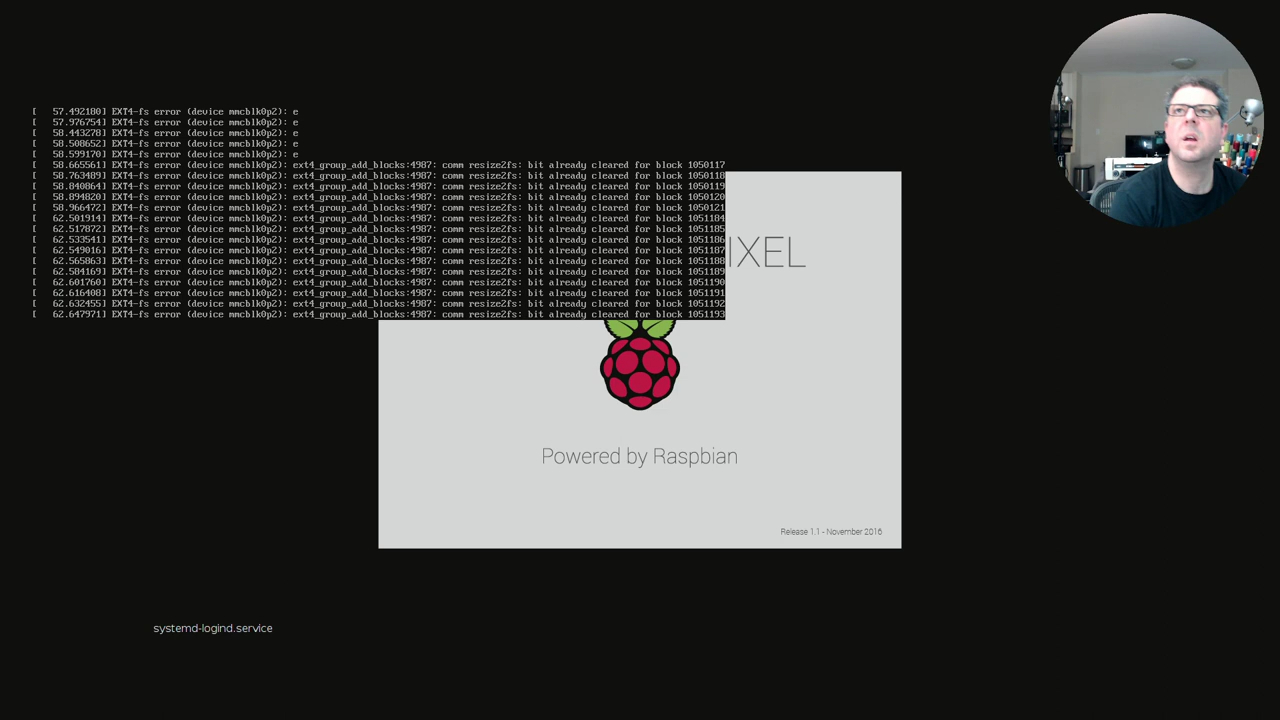 [   57.492180] EXT4-fs error (device mmcblk0p2): e
[   57.976754] EXT4-fs error (device mmcblk0p2): e
[   58.443278] EXT4-fs error (device mmcblk0p2): e
[   58.508652] EXT4-fs error (device mmcblk0p2): e
[   58.599170] EXT4-fs error (device mmcblk0p2): e
[   58.665561] EXT4-fs error (device mmcblk0p2): ext4_group_add_blocks:4987: comm resize2fs: bit already cleared for block 1050117
[   58.763489] EXT4-fs error (device mmcblk0p2): ext4_group_add_blocks:4987: comm resize2fs: bit already cleared for block 1050118
[   58.840864] EXT4-fs error (device mmcblk0p2): ext4_group_add_blocks:4987: comm resize2fs: bit already cleared for block 1050119
[   58.894820] EXT4-fs error (device mmcblk0p2): ext4_group_add_blocks:4987: comm resize2fs: bit already cleared for block 1050120
[   58.966472] EXT4-fs error (device mmcblk0p2): ext4_group_add_blocks:4987: comm resize2fs: bit already cleared for block 1050121
[   62.501914] EXT4-fs error (device mmcblk0p2): ext4_group_add_blocks:4987: comm resize2fs: bit already cleared for block 1051184
[   62.517872] EXT4-fs error (device mmcblk0p2): ext4_group_add_blocks:4987: comm resize2fs: bit already cleared for block 1051185
[   62.533541] EXT4-fs error (device mmcblk0p2): ext4_group_add_blocks:4987: comm resize2fs: bit already cleared for block 1051186
[   62.549016] EXT4-fs error (device mmcblk0p2): ext4_group_add_blocks:4987: comm resize2fs: bit already cleared for block 1051187
[   62.565863] EXT4-fs error (device mmcblk0p2): ext4_group_add_blocks:4987: comm resize2fs: bit already cleared for block 1051188
[   62.584169] EXT4-fs error (device mmcblk0p2): ext4_group_add_blocks:4987: comm resize2fs: bit already cleared for block 1051189
[   62.601760] EXT4-fs error (device mmcblk0p2): ext4_group_add_blocks:4987: comm resize2fs: bit already cleared for block 1051190
[   62.616408] EXT4-fs error (device mmcblk0p2): ext4_group_add_blocks:4987: comm resize2fs: bit already cleared for block 1051191
[   62.632455] EXT4-fs error (device mmcblk0p2): ext4_group_add_blocks:4987: comm resize2fs: bit already cleared for block 1051192
[   62.647971] EXT4-fs error (device mmcblk0p2): ext4_group_add_blocks:4987: comm resize2fs: bit already cleared for block 1051193
IXEL
Powered by Raspbian
Release 1.1 - November 2016
systemd-logind.service